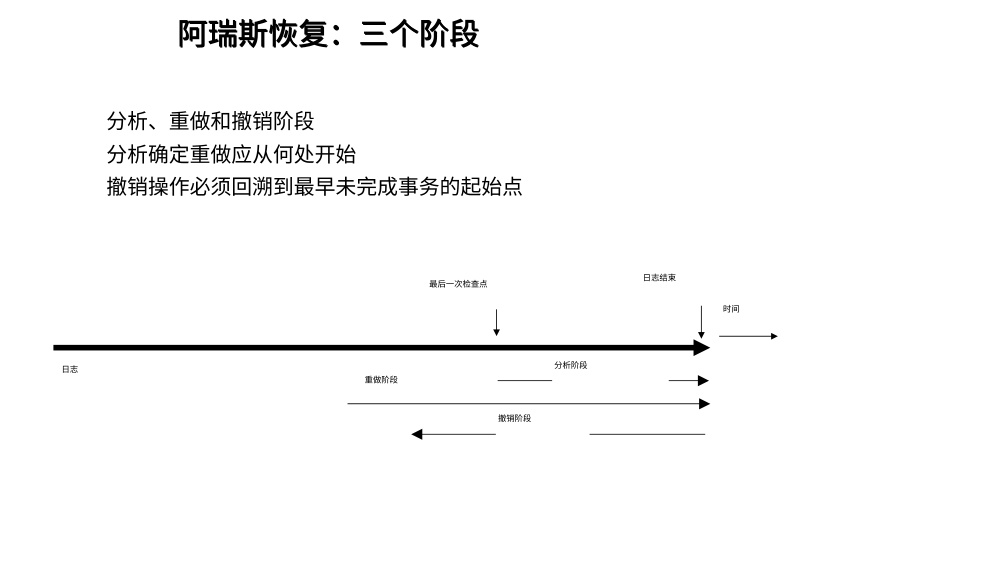 阿瑞斯恢复：三个阶段
分析、重做和撤销阶段
分析确定重做应从何处开始
撤销操作必须回溯到最早未完成事务的起始点
最后一次检查点
日志结束
时间
日志
分析阶段
重做阶段
撤销阶段